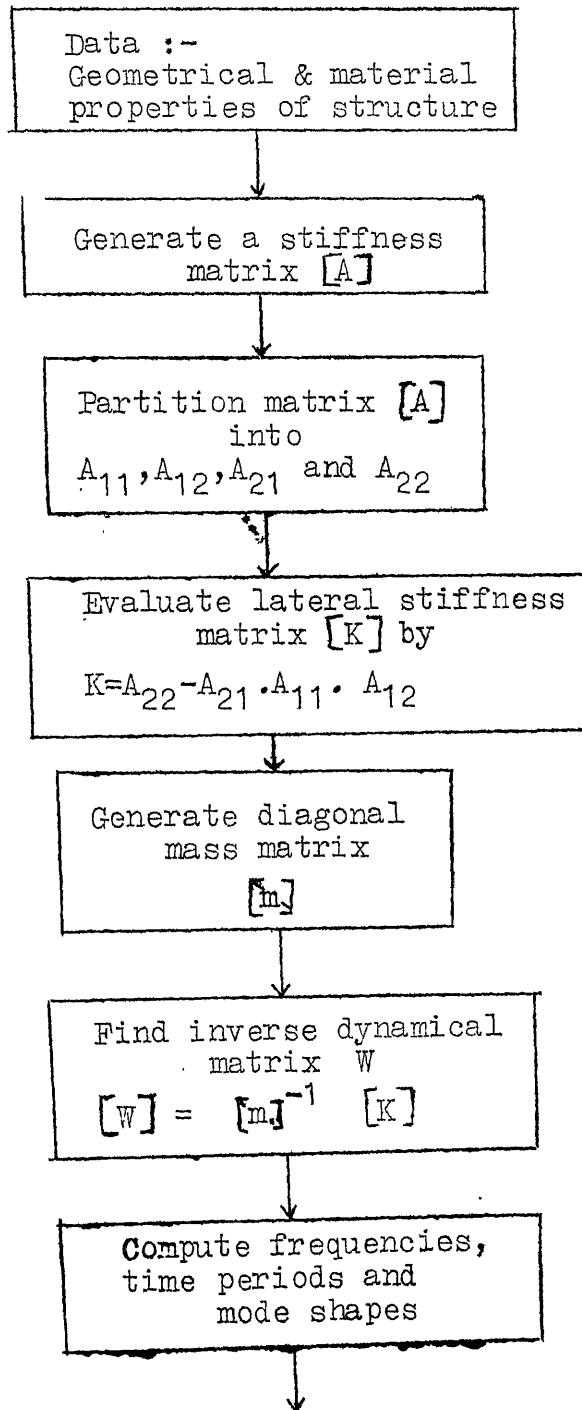 Data :-
Geometrical & material
properties of structure
Generate a stiffness
matrix [A]
Partition matrix [A]
into
A₁₁,A₁₂,A₂₁ and A₂₂
Evaluate lateral stiffness
matrix [K] by
K=A₂₂-A₂₁.A₁₁. A₁₂
Generate diagonal
mass matrix
[m]
Find inverse dynamical
matrix W
[W] = [m]⁻¹ [K]
Compute frequencies,
time periods and
mode shapes